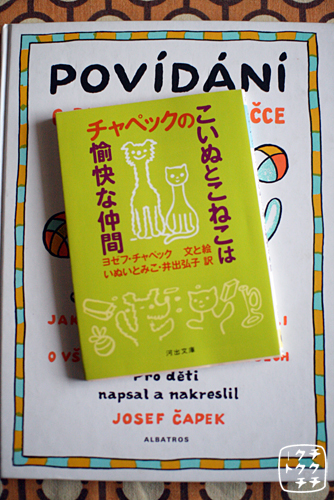 POVÍDÁNÍ
チャペックの
こいぬとこねこは
愉快な仲間
ヨゼフ・チャペック 文と絵
いぬいとみこ・井出弘子 訳
河出文庫
O
Pro děti
napsal a nakreslil
JOSEF ČAPEK
ALBATROS